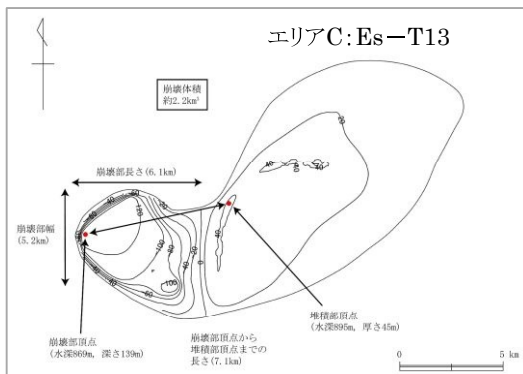 エリアC：Es－T13
崩壊体積
約2.2km³
崩壊部長さ(6.1km)
崩壊部幅
(5.2km)
崩壊部頂点
(水深869m, 深さ139m)
崩壊部頂点から
堆積部頂点までの
長さ(7.1km)
堆積部頂点
(水深895m, 厚さ45m)
0
5 km